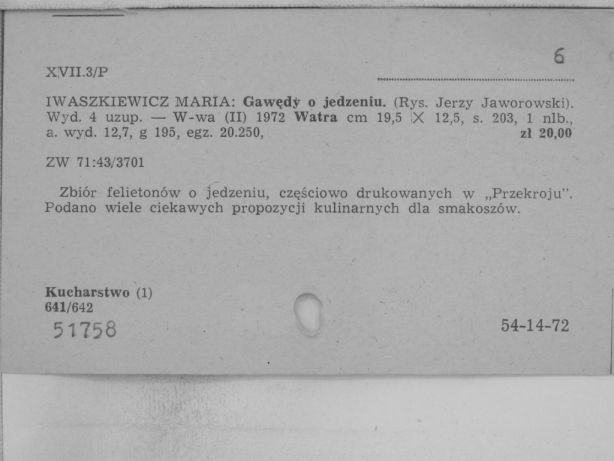 6
XVII.3/P
IWASZKIEWICZ MARIA: Gawędy o jedzeniu. (Rys. Jerzy Jaworowski).
Wyd. 4 uzup. — W-wa (II) 1972 Watra cm 19,5 X 12,5, s. 203, 1 nlb.,
a. wyd. 12,7, g 195, egz. 20.250, zł 20,00
ZW 71:43/3701
Zbiór felietonów o jedzeniu, częściowo drukowanych w „Przekroju".
Podano wiele ciekawych propozycji kulinarnych dla smakoszów.
Kucharstwo (1)
641/642
51758
54-14-72